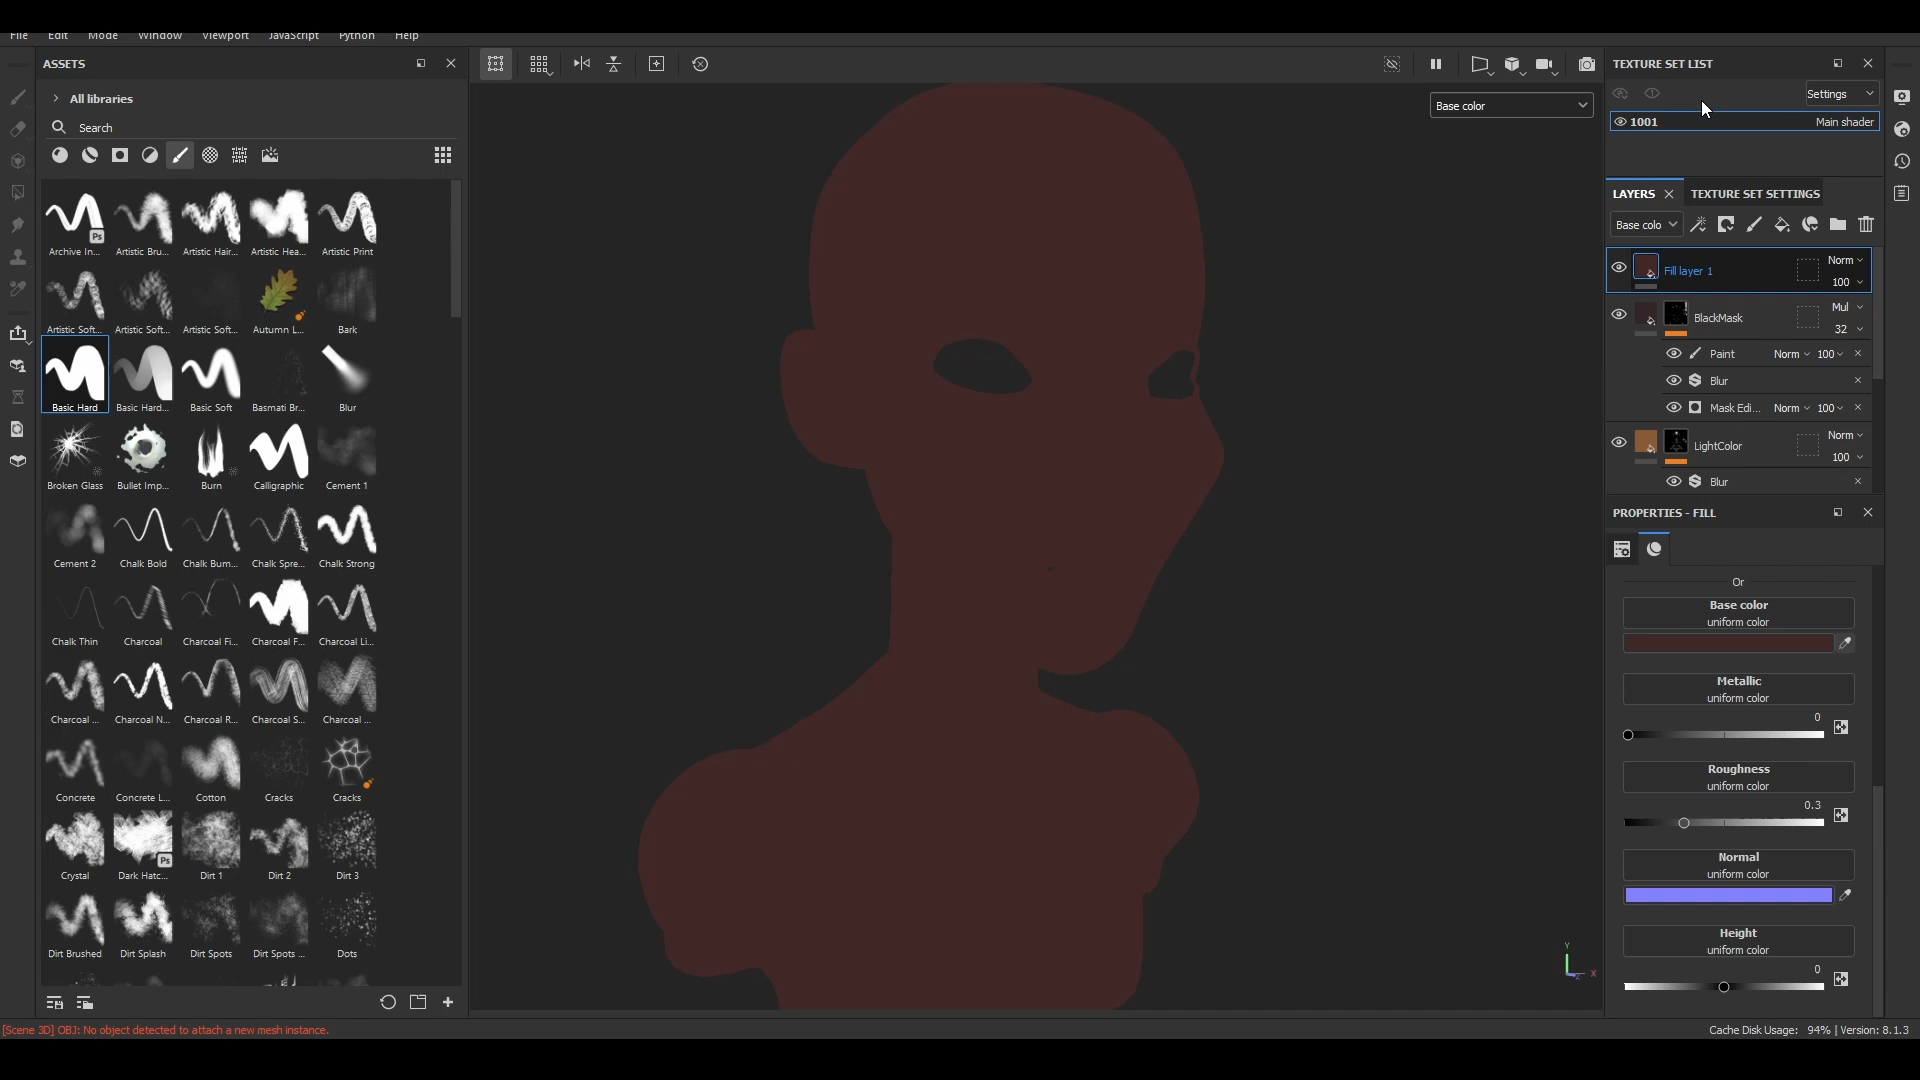 File Edit Mode Window Viewport JavaScript Python Help
ASSETS
All libraries
Search
Archive In... Artistic Bru... Artistic Hair... Artistic Hea... Artistic Print
Ps
Artistic Soft... Artistic Soft... Artistic Soft... Autumn L... Bark
Basic Hard Basic Hard... Basic Soft Basmati Br... Blur
Broken Glass Bullet Imp... Burn Calligraphic Cement 1
Cement 2 Chalk Bold Chalk Bum... Chalk Spre... Chalk Strong
Chalk Thin Charcoal Charcoal Fi... Charcoal F... Charcoal Li...
Charcoal ... Charcoal N... Charcoal R... Charcoal S... Charcoal ...
Concrete Concrete L... Cotton Cracks Cracks
Ps
Crystal Dark Hatc... Dirt 1 Dirt 2 Dirt 3
Dirt Brushed Dirt Splash Dirt Spots Dirt Spots ... Dots
Base color
Y
X
TEXTURE SET LIST
Settings
1001 Main shader
LAYERS TEXTURE SET SETTINGS
Base colo
Fill layer 1 Norm
100
BlackMask Mul
32
Paint Norm 100
Blur
Mask Edi... Norm 100
LightColor Norm
100
Blur
PROPERTIES - FILL
Or
Base color
uniform color
Metallic
uniform color
0
Roughness
uniform color
0.3
Normal
uniform color
Height
uniform color
0
[Scene 3D] OBJ: No object detected to attach a new mesh instance.
Cache Disk Usage: 94% | Version: 8.1.3